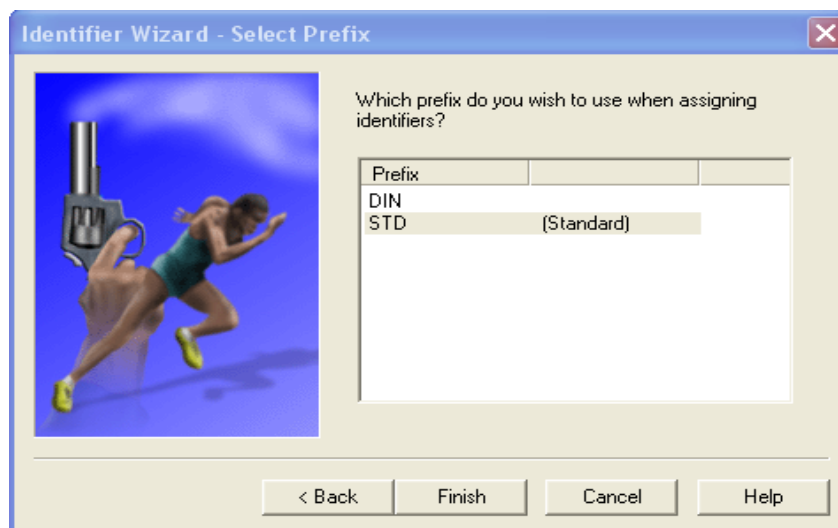 Identifier Wizard - Select Prefix
Which prefix do you wish to use when assigning
identifiers?
Prefix
DIN
STD (Standard)
< Back Finish Cancel Help